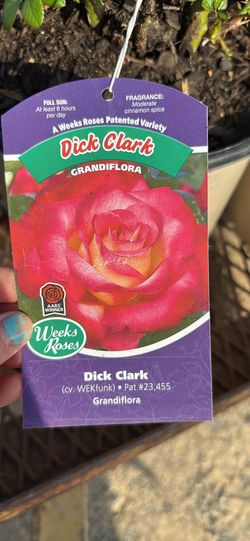 FULL SUN:
At least 6 hours
per day
FRAGRANCE:
Moderate
cinnamon spice
A Weeks Roses Patented Variety
Dick Clark
GRANDIFLORA
AARS
WINNER
Weeks
Roses
Dick Clark
(cv. WEKfunk) • Pat.#23,455
Grandiflora